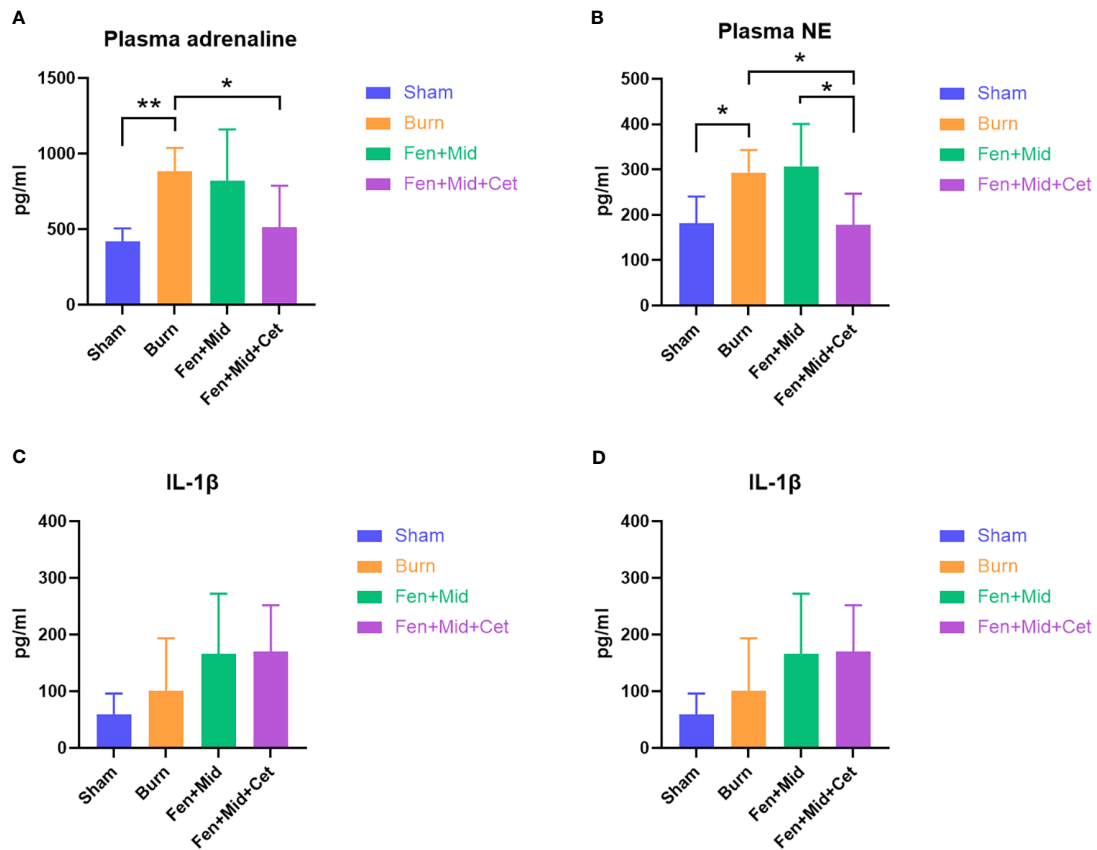 A
Plasma adrenaline
1500
1000
500
0
pg/ml
**
*
Sham
Burn
Fen+Mid
Fen+Mid+Cet
Sham
Burn
Fen+Mid
Fen+Mid+Cet
B
Plasma NE
500
400
300
200
100
0
pg/ml
*
*
*
Sham
Burn
Fen+Mid
Fen+Mid+Cet
Sham
Burn
Fen+Mid
Fen+Mid+Cet
C
IL-1β
400
300
200
100
0
pg/ml
Sham
Burn
Fen+Mid
Fen+Mid+Cet
Sham
Burn
Fen+Mid
Fen+Mid+Cet
D
IL-1β
400
300
200
100
0
pg/ml
Sham
Burn
Fen+Mid
Fen+Mid+Cet
Sham
Burn
Fen+Mid
Fen+Mid+Cet